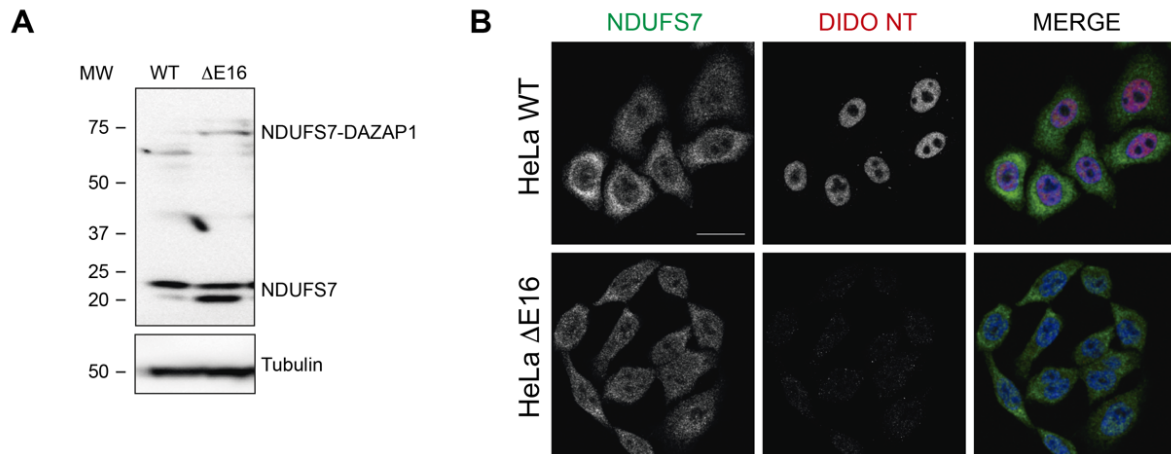 A
MW WT ΔE16
75 – NDUFS7-DAZAP1
50 –
37 –
25 –
NDUFS7
20 –
50 – Tubulin
B
NDUFS7 DIDO NT MERGE
HeLa WT
HeLa ΔE16